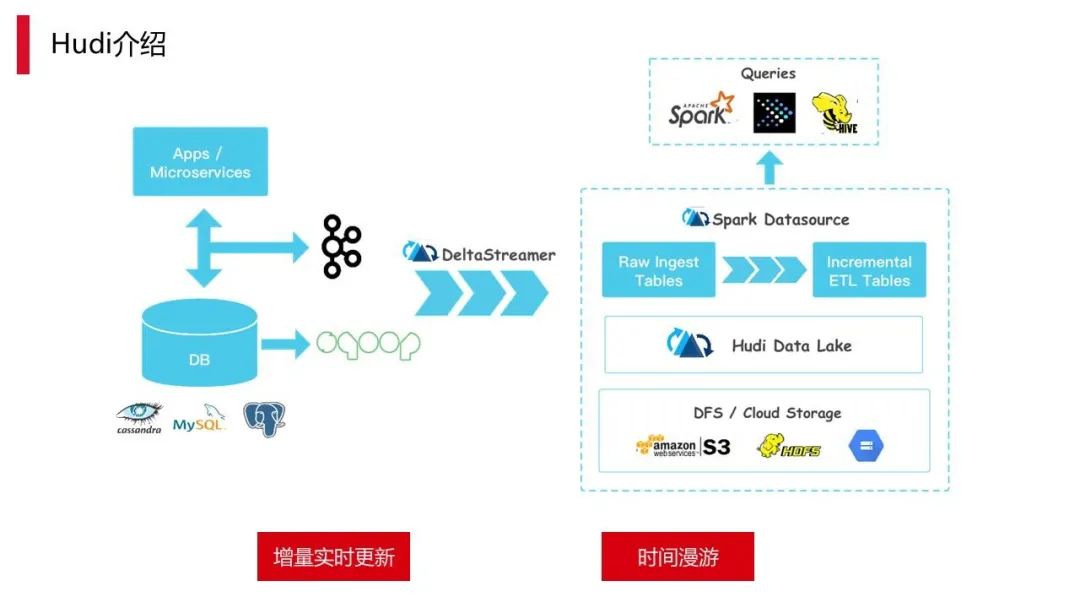 Hudi介绍
Queries
APACHE
Spark
HIVE
Apps /
Microservices
Spark Datasource
DeltaStreamer
Raw Ingest
Tables
Incremental
ETL Tables
sqoop
DB
Hudi Data Lake
cassandra
MySQL
DFS / Cloud Storage
amazon
webservices
S3
HDFS
增量实时更新
时间漫游